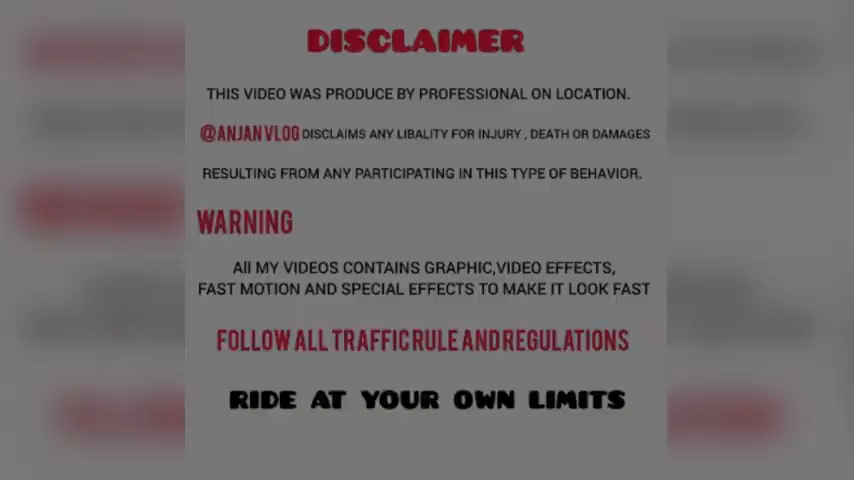 DISCLAIMER
THIS VIDEO WAS PRODUCE BY PROFESSIONAL ON LOCATION.
@ANJAN VLOG DISCLAIMS ANY LIBALITY FOR INJURY , DEATH OR DAMAGES
RESULTING FROM ANY PARTICIPATING IN THIS TYPE OF BEHAVIOR.
WARNING
All MY VIDEOS CONTAINS GRAPHIC,VIDEO EFFECTS,
FAST MOTION AND SPECIAL EFFECTS TO MAKE IT LOOK FAST
FOLLOW ALL TRAFFIC RULE AND REGULATIONS
RIDE AT YOUR OWN LIMITS